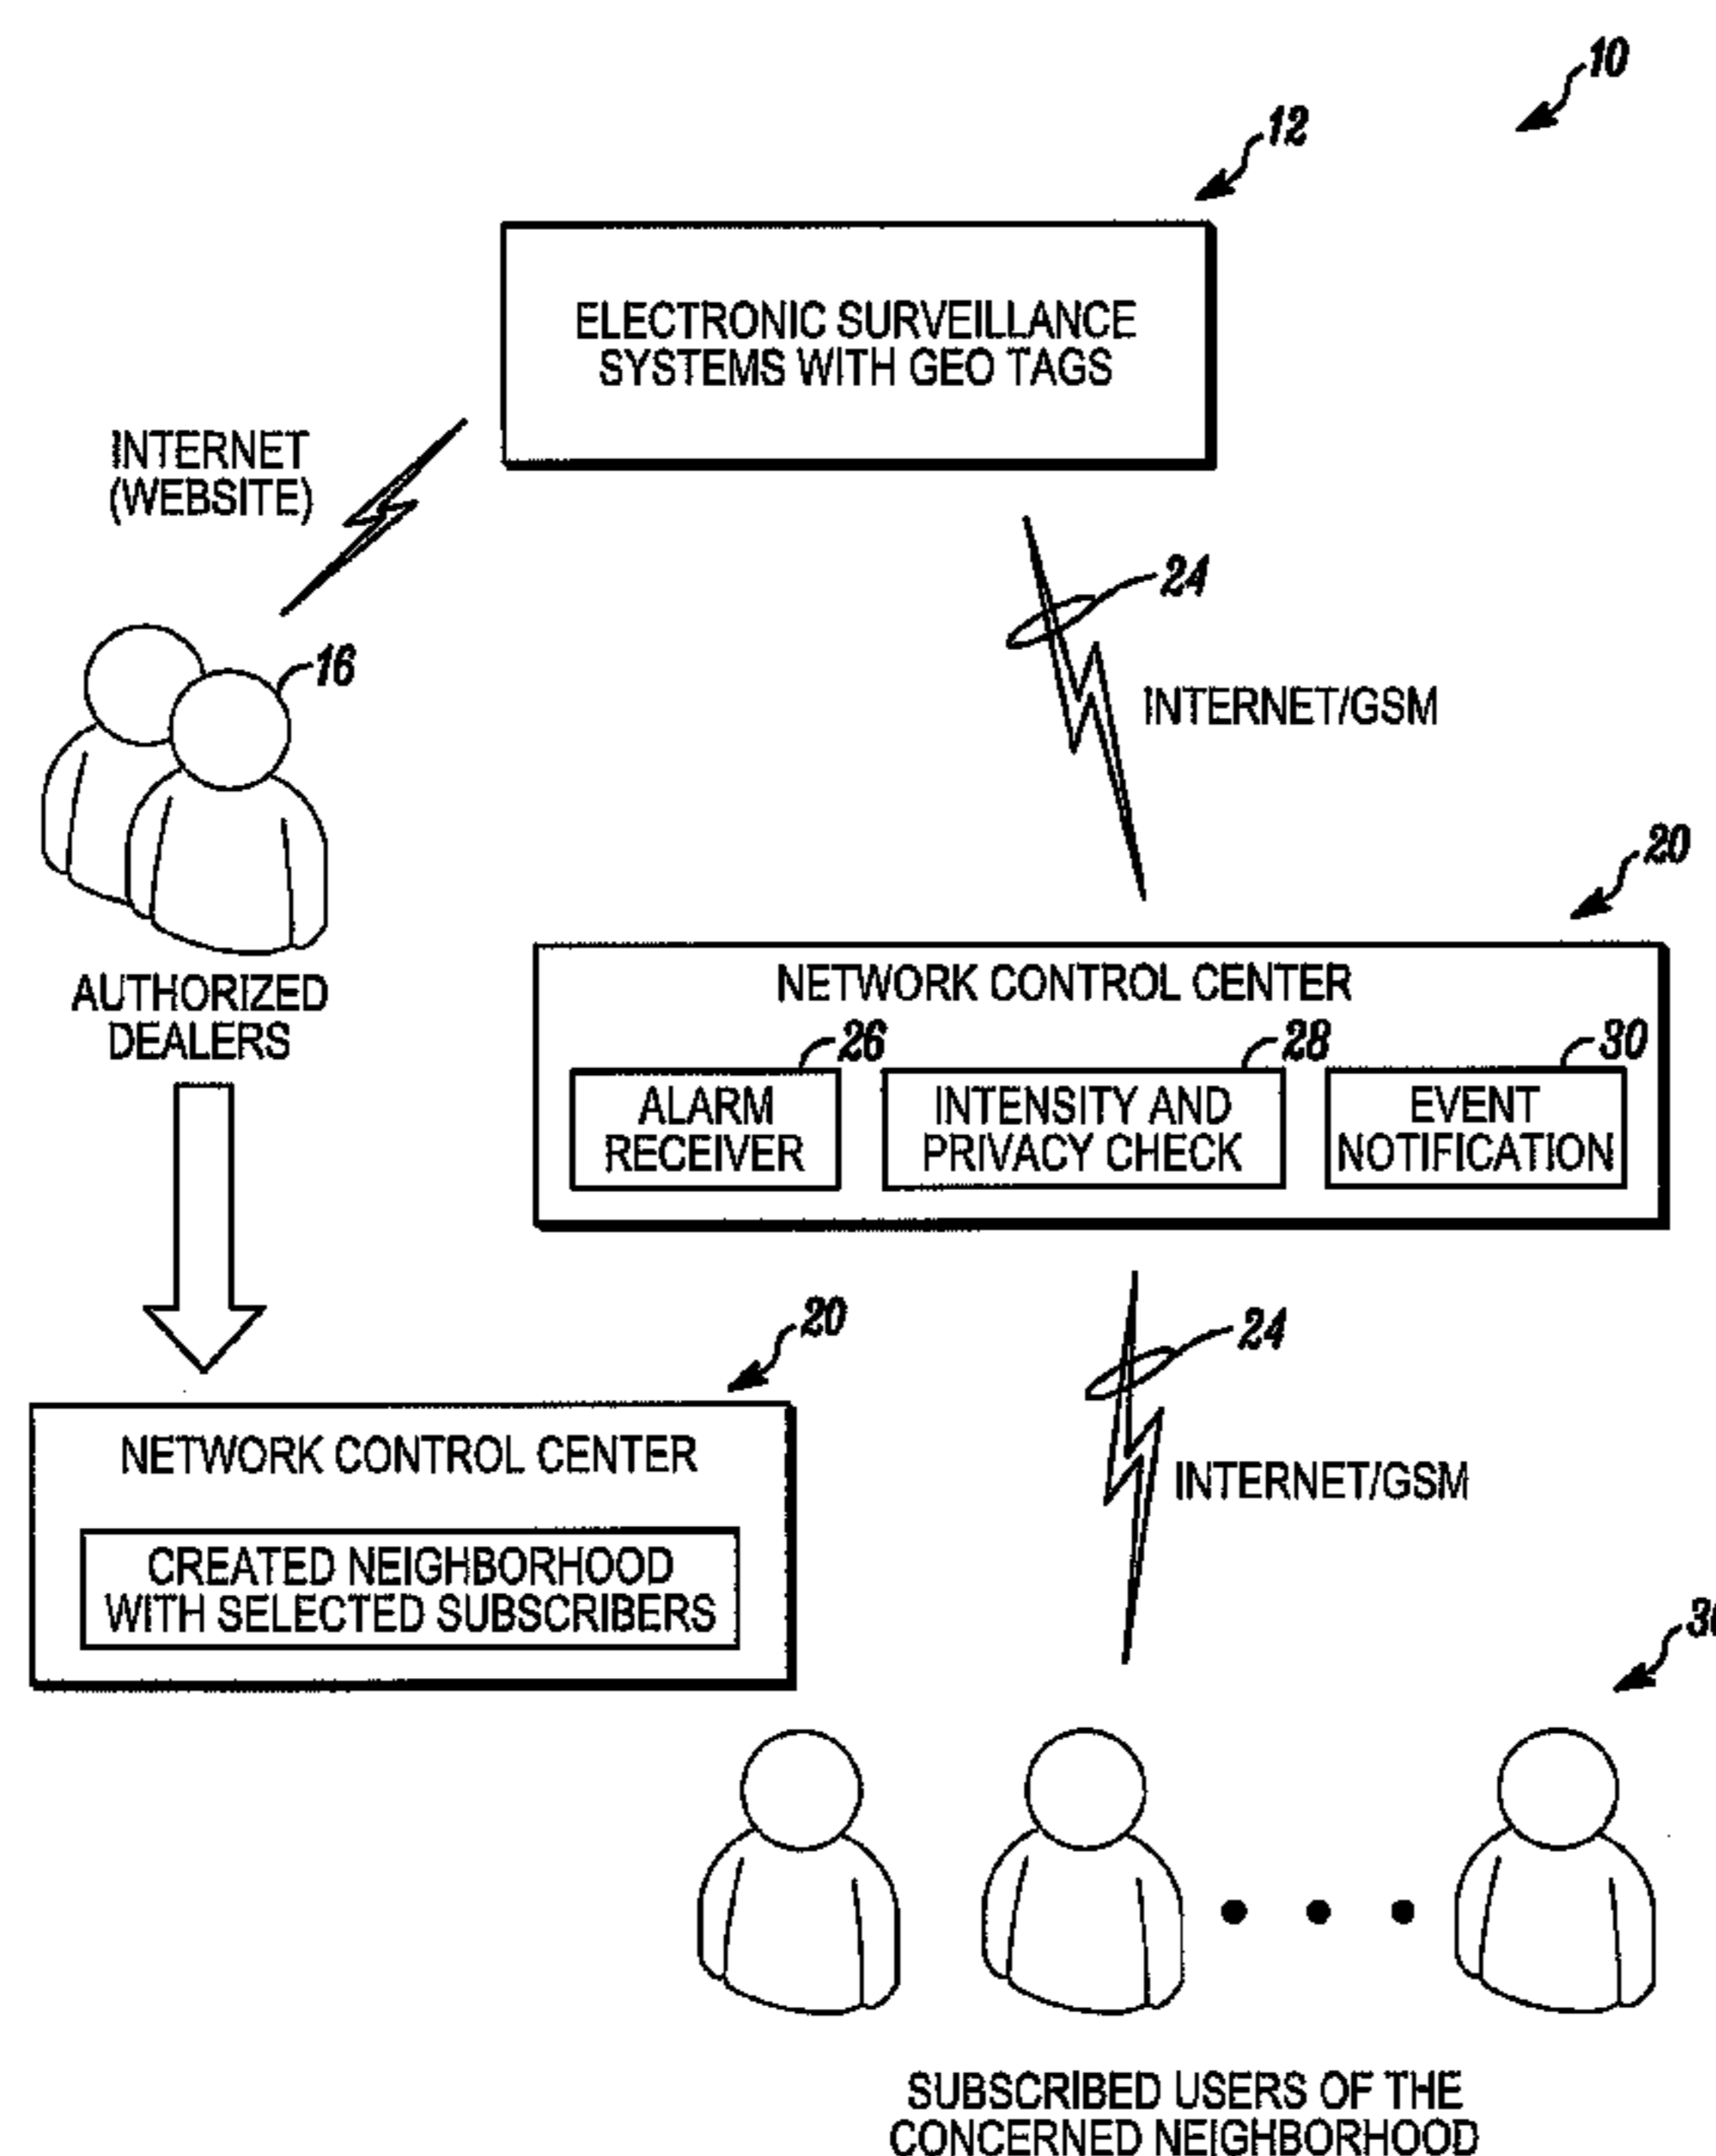 10
12
ELECTRONIC SURVEILLANCE
SYSTEMS WITH GEO TAGS
INTERNET
(WEBSITE)
24
16
INTERNET/GSM
20
AUTHORIZED
DEALERS
NETWORK CONTROL CENTER
26
28
30
ALARM
RECEIVER
INTENSITY AND
PRIVACY CHECK
EVENT
NOTIFICATION
20
24
NETWORK CONTROL CENTER
INTERNET/GSM
CREATED NEIGHBORHOOD
WITH SELECTED SUBSCRIBERS
SUBSCRIBED USERS OF THE
CONCERNED NEIGHBORHOOD